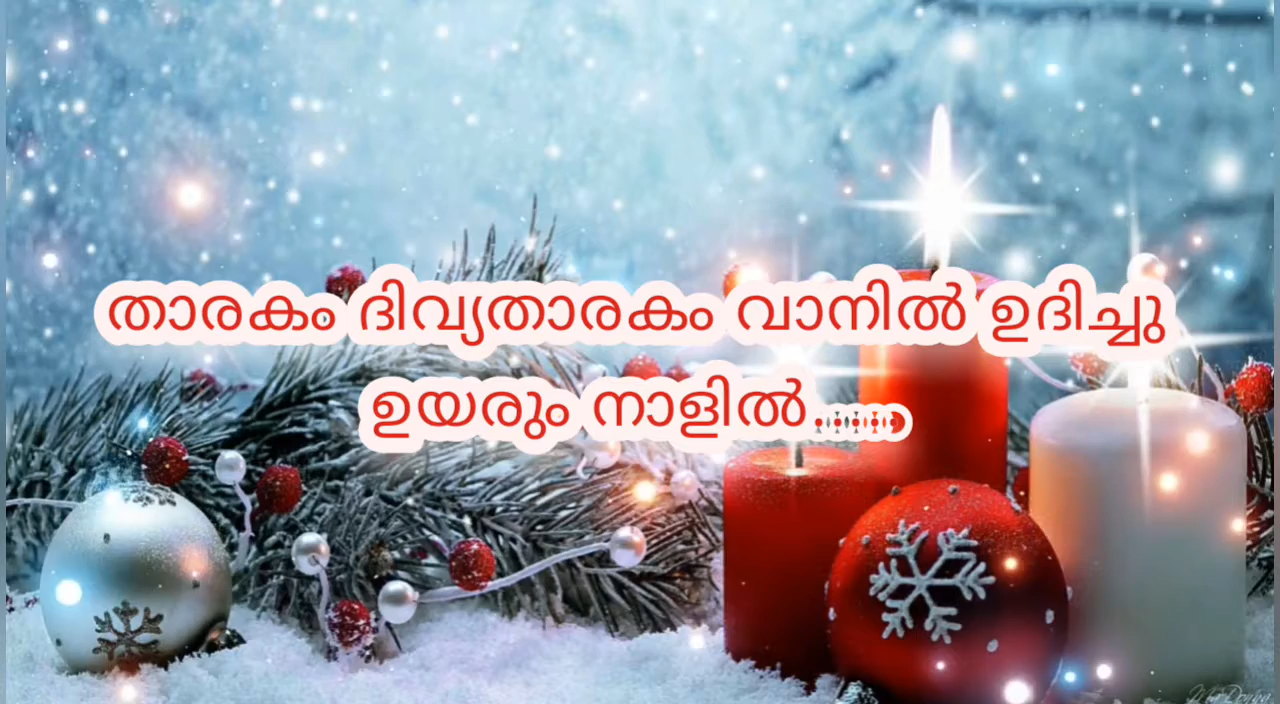 താരകം ദിവ്യതാരകം വാനിൽ ഉദിച്ചു
ഉയരും നാളിൽ.......